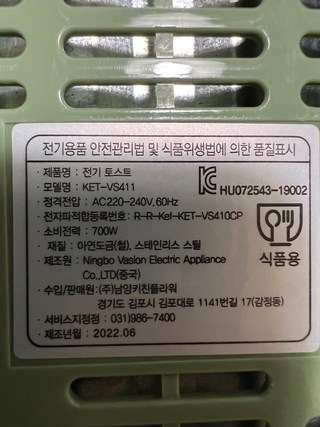 전기용품 안전관리법 및 식품위생법에 의한 품질표시
· 제품명 : 전기 토스트
· 모델명 : KET-VS411
· 정격전압 : AC220-240V, 60Hz
HU072543-19002
· 전자파적합등록번호: R-R-Kef-KET-VS410CP
· 소비전력 : 700W
· 재질 : 아연도금(철), 스테인리스 스틸
식품용
· 제조원 : Ningbo Vasion Electric Appliance
Co.,LTD(중국)
· 수입/판매원:(주)남양키친플라워
경기도 김포시 김포대로 1141번길 17(감정동)
· 서비스지정점 : 031)986-7400
· 제조년월 : 2022.06